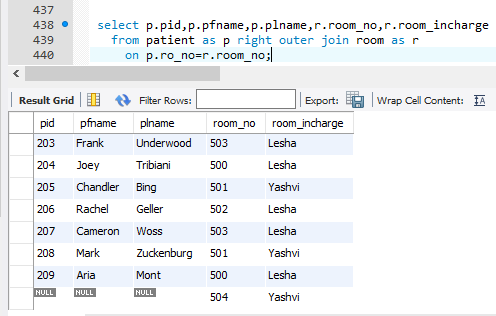 437
438 select p.pid,p.pfname,p.plname,r.room_no,r.room_incharge
439 from patient as p right outer join room as r
440 on p.ro_no=r.room_no;
Result Grid Filter Rows: Export: Wrap Cell Content:
pid pfname plname room_no room_incharge
203 Frank Underwood 503 Lesha
204 Joey Tribiani 500 Lesha
205 Chandler Bing 501 Yashvi
206 Rachel Geller 502 Lesha
207 Cameron Woss 503 Lesha
208 Mark Zuckenburg 501 Yashvi
209 Aria Mont 500 Lesha
NULL NULL NULL 504 Yashvi